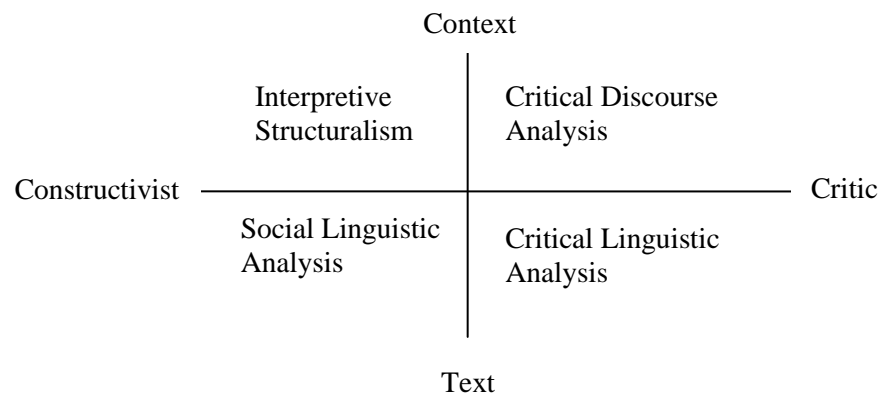 Context
Interpretive
Structuralism
Critical Discourse
Analysis
Constructivist
Critic
Social Linguistic
Analysis
Critical Linguistic
Analysis
Text